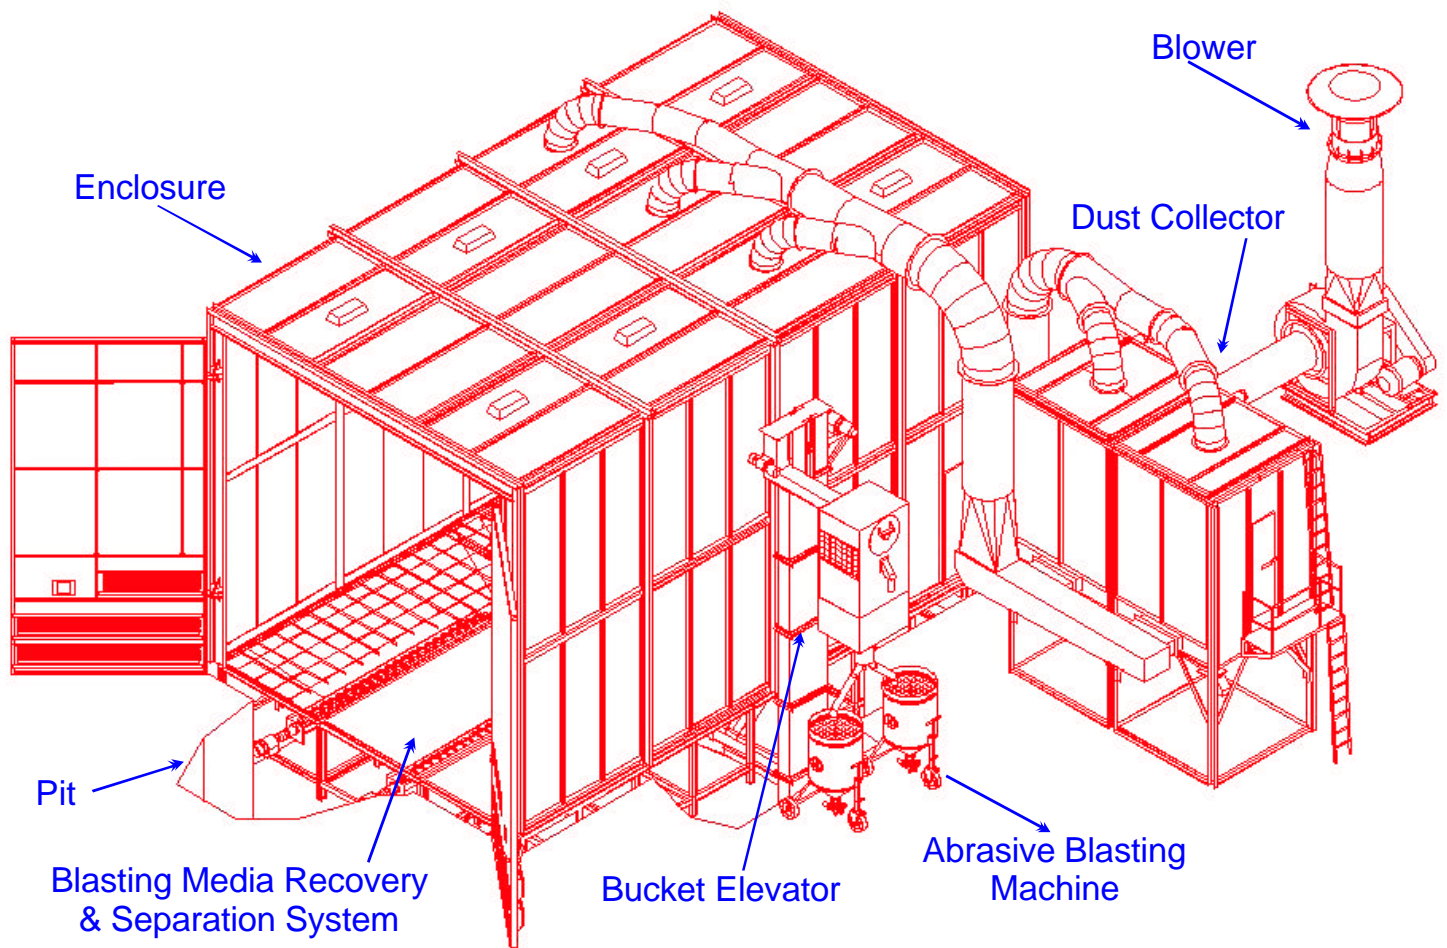 Blower
Enclosure
Dust Collector
Pit
Blasting Media Recovery
& Separation System
Bucket Elevator
Abrasive Blasting
Machine